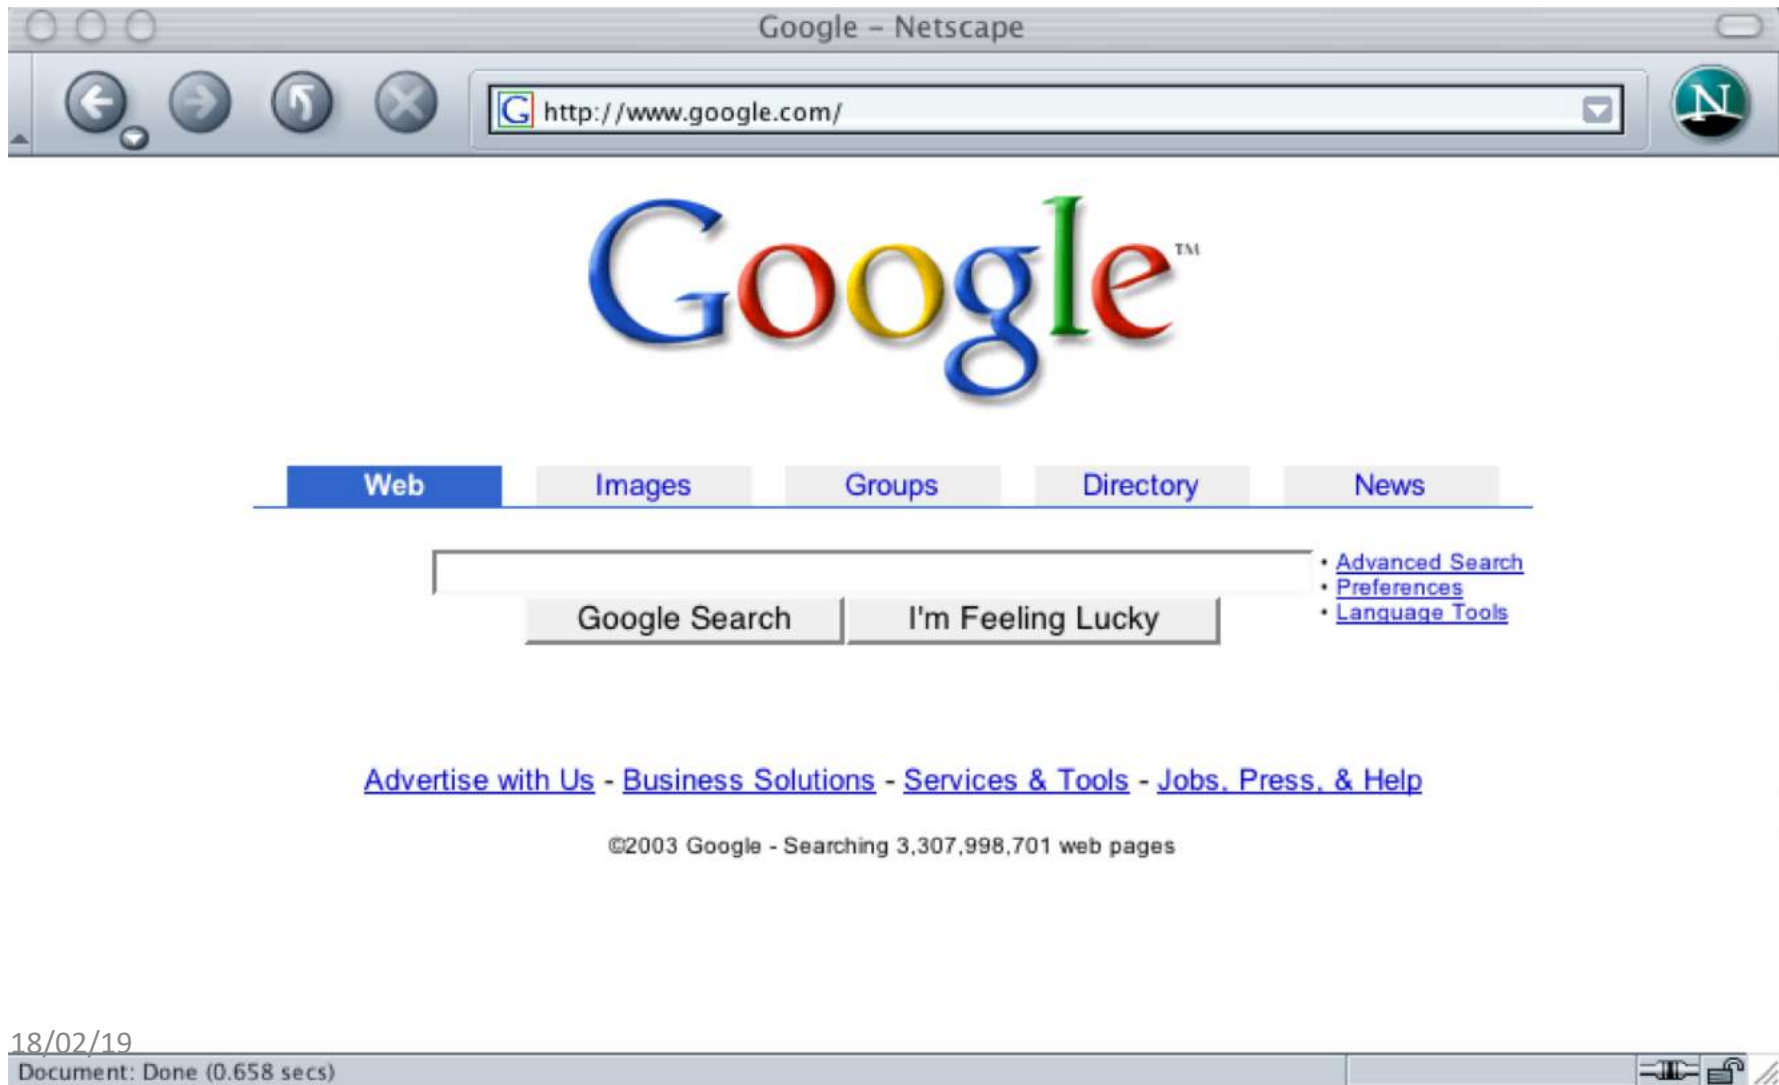 Google – Netscape
http://www.google.com/
Google™
Web Images Groups Directory News
• Advanced Search
• Preferences
• Language Tools
Google Search I'm Feeling Lucky
Advertise with Us - Business Solutions - Services & Tools - Jobs, Press, & Help
©2003 Google - Searching 3,307,998,701 web pages
18/02/19
Document: Done (0.658 secs)